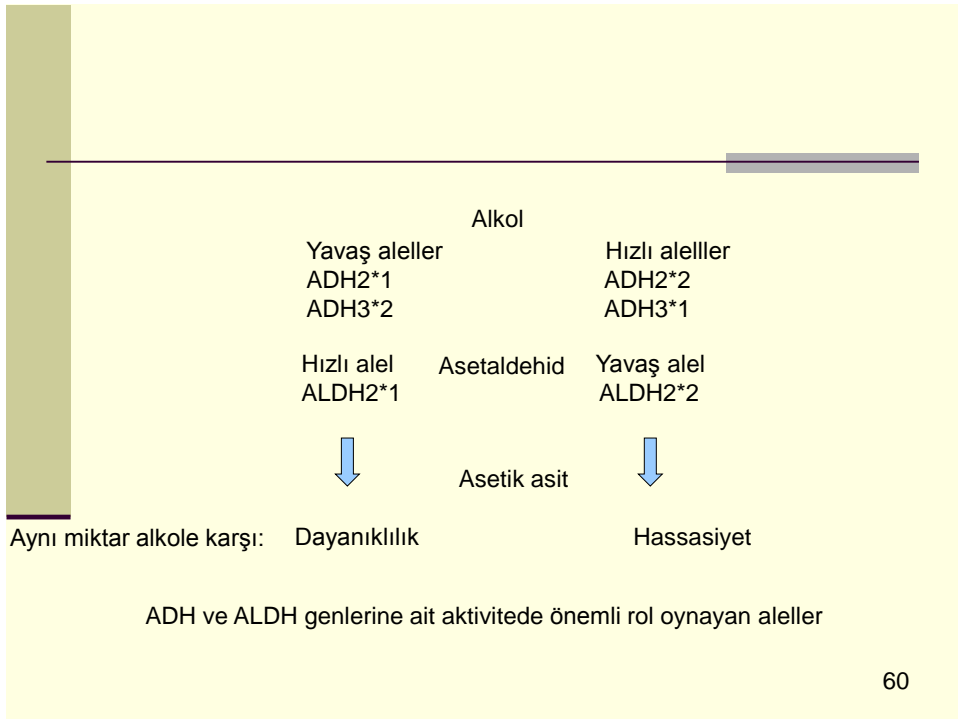 Alkol
Yavaş aleller
ADH2*1
ADH3*2
Hızlı alelller
ADH2*2
ADH3*1
Hızlı alel
ALDH2*1
Asetaldehid
Yavaş alel
ALDH2*2
Asetik asit
Aynı miktar alkole karşı:
Dayanıklılık
Hassasiyet
ADH ve ALDH genlerine ait aktivitede önemli rol oynayan aleller
60